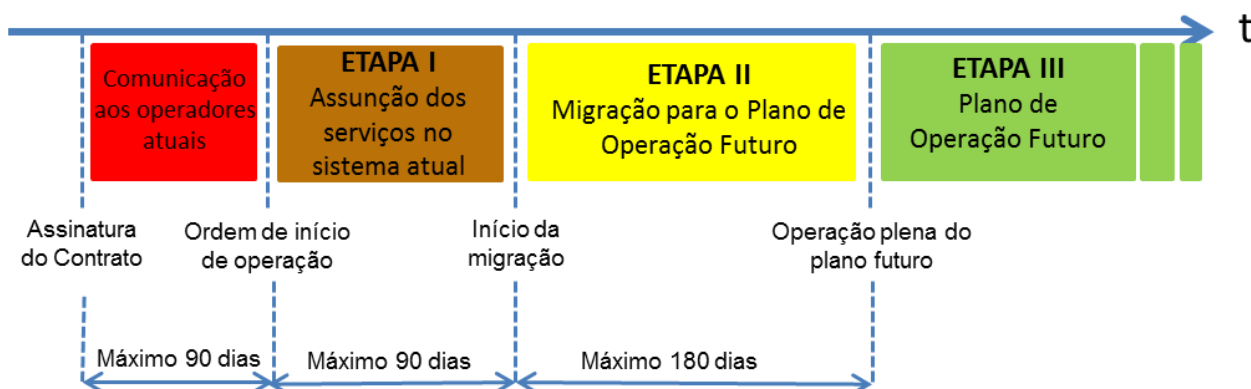 t
Comunicação
aos operadores
atuais
ETAPA I
Assunção dos
serviços no
sistema atual
ETAPA II
Migração para o Plano de
Operação Futuro
ETAPA III
Plano de
Operação Futuro
Assinatura
do Contrato
Ordem de início
de operação
Início da
migração
Operação plena do
plano futuro
Máximo 90 dias
Máximo 90 dias
Máximo 180 dias